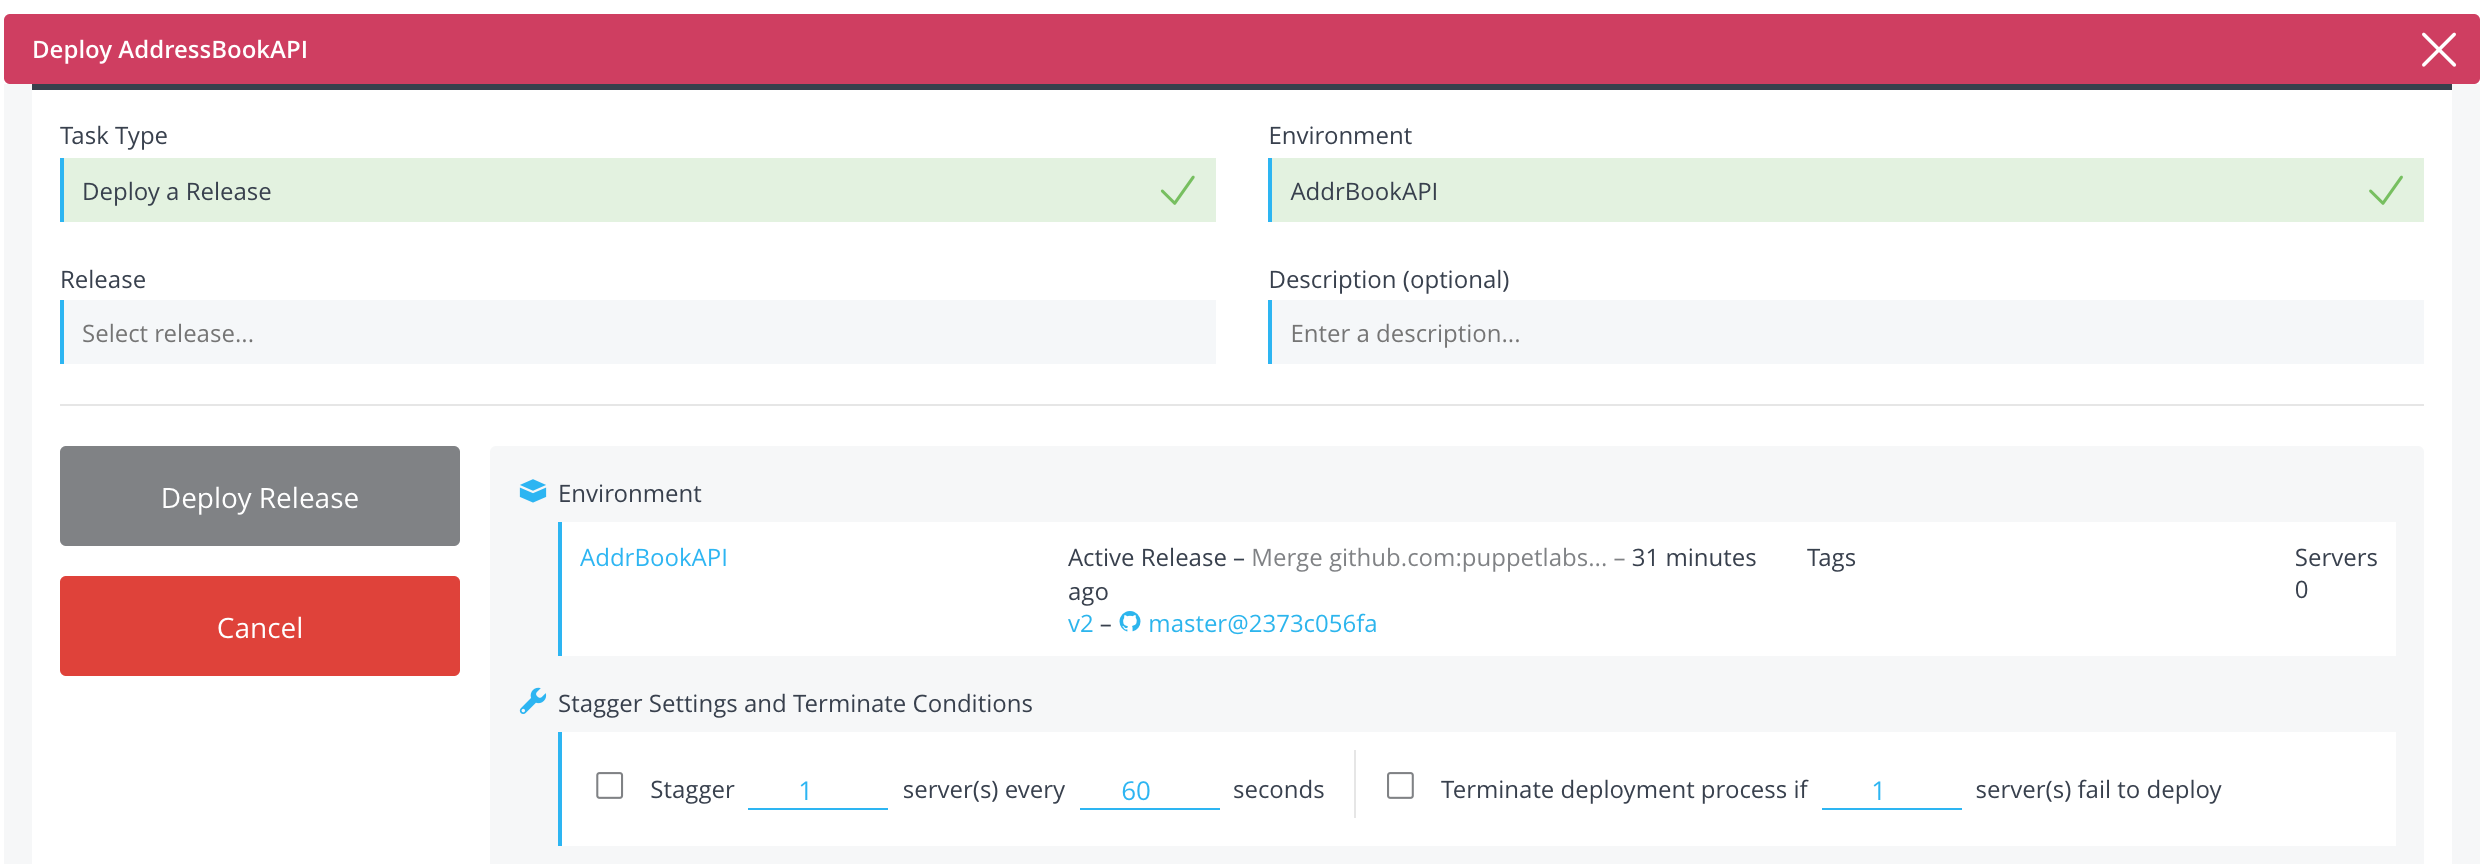 Deploy AddressBookAPI
Task Type
Environment
Deploy a Release
AddrBookAPI
Release
Description (optional)
Select release...
Enter a description...
Deploy Release
Cancel
Environment
AddrBookAPI
Active Release – Merge github.com:puppetlabs... – 31 minutes
ago
v2 – master@2373c056fa
Tags
Servers
0
Stagger Settings and Terminate Conditions
Stagger 1 server(s) every 60 seconds
Terminate deployment process if 1 server(s) fail to deploy